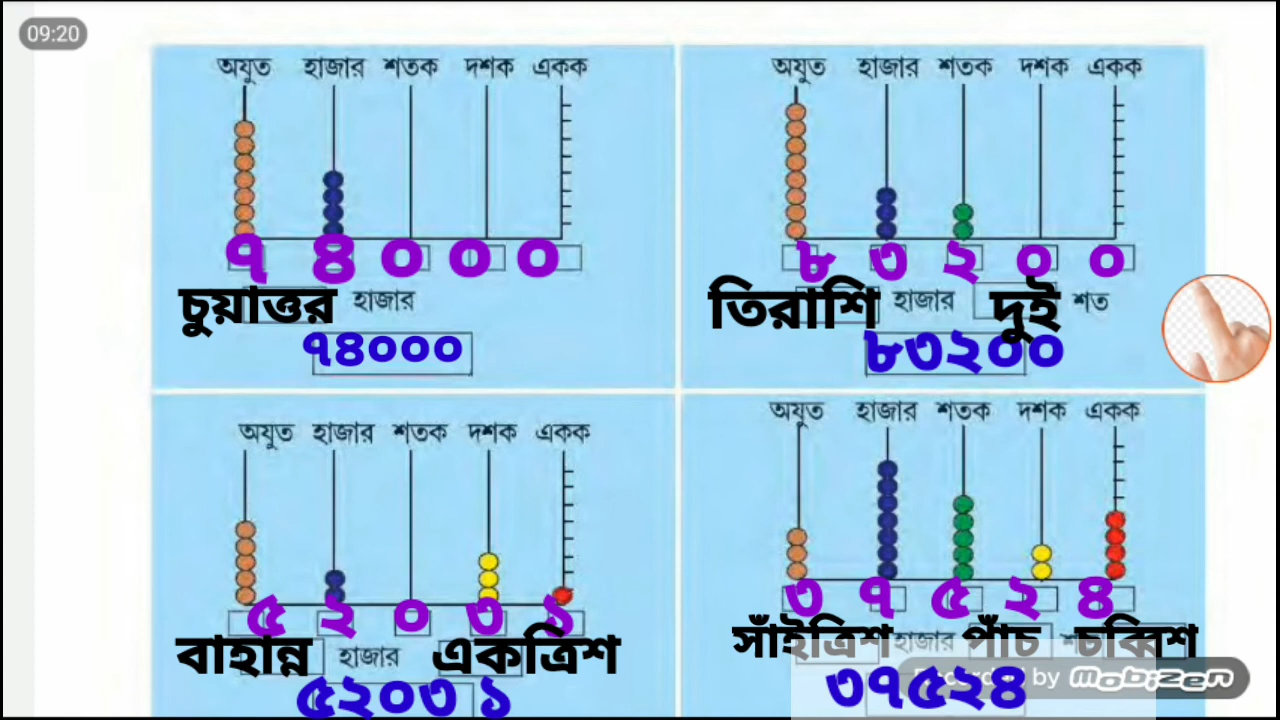 09:20
অযুত হাজার শতক দশক একক
৭ ৪ ০ ০ ০
চুয়াত্তর হাজার
৭৪০০০
অযুত হাজার শতক দশক একক
৮ ৩ ২ ০ ০
তিরাশি হাজার দুই শত
৮৩২০০
অযুত হাজার শতক দশক একক
৫ ২ ০ ৩ ১
বাহান্ন হাজার একত্রিশ
৫২০৩১
অযুত হাজার শতক দশক একক
৩ ৭ ৫ ২ ৪
সাঁইত্রিশ হাজার পাঁচ চব্বিশ
৩৭৫২৪
Recorded by mobizen